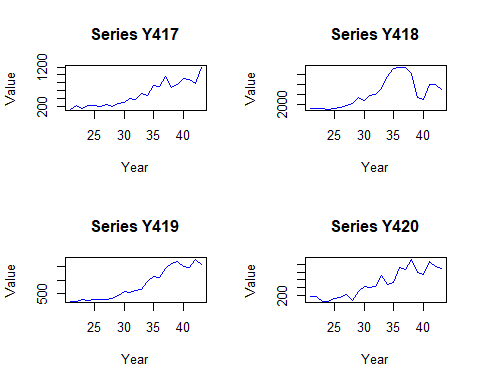 Series Y417
Value
200 1200
25 30 35 40
Year
Series Y418
Value
2000
25 30 35 40
Year
Series Y419
Value
500
25 30 35 40
Year
Series Y420
Value
200
25 30 35 40
Year